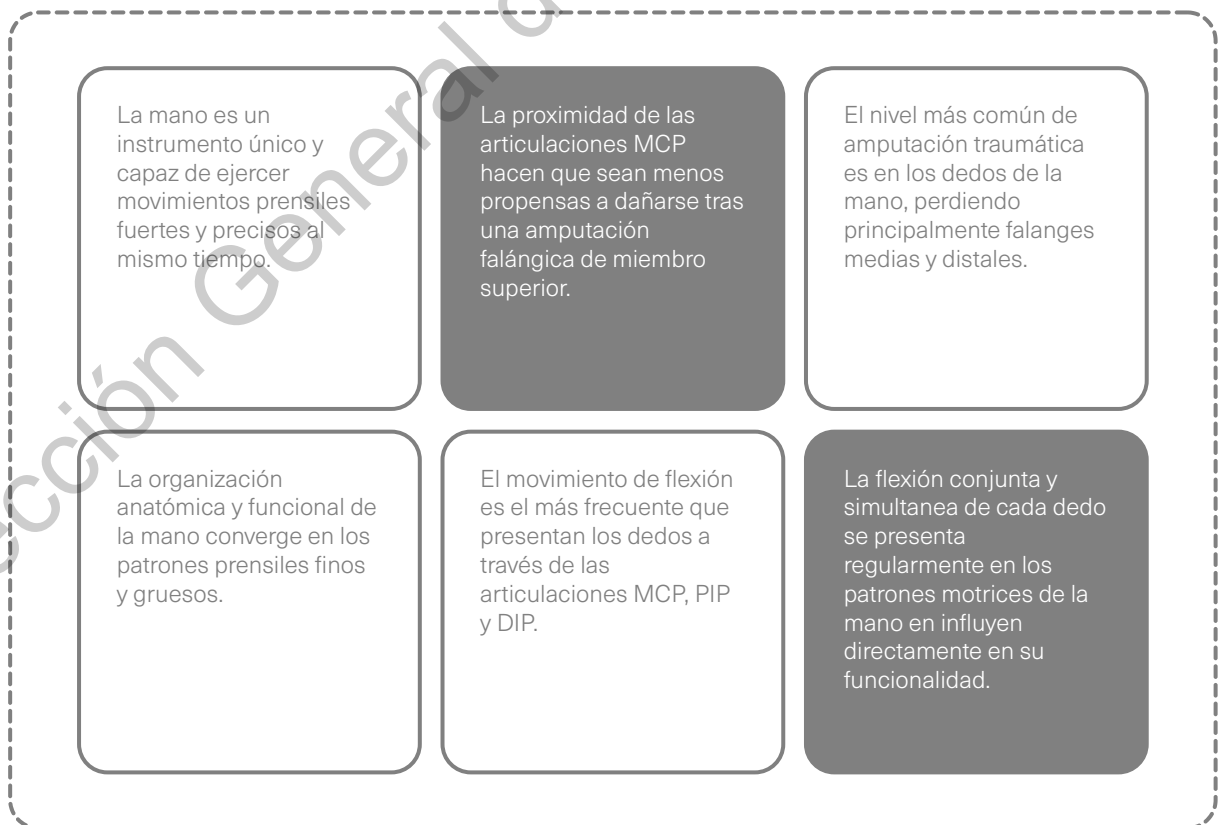 La mano es un
instrumento único y
capaz de ejercer
movimientos prensiles
fuertes y precisos al
mismo tiempo.
La proximidad de las
articulaciones MCP
hacen que sean menos
propensas a dañarse tras
una amputación
falángica de miembro
superior.
El nivel más común de
amputación traumática
es en los dedos de la
mano, perdiendo
principalmente falanges
medias y distales.
La organización
anatómica y funcional de
la mano converge en los
patrones prensiles finos
y gruesos.
El movimiento de flexión
es el más frecuente que
presentan los dedos a
través de las
articulaciones MCP, PIP
y DIP.
La flexión conjunta y
simultanea de cada dedo
se presenta
regularmente en los
patrones motrices de la
mano en influyen
directamente en su
funcionalidad.
General